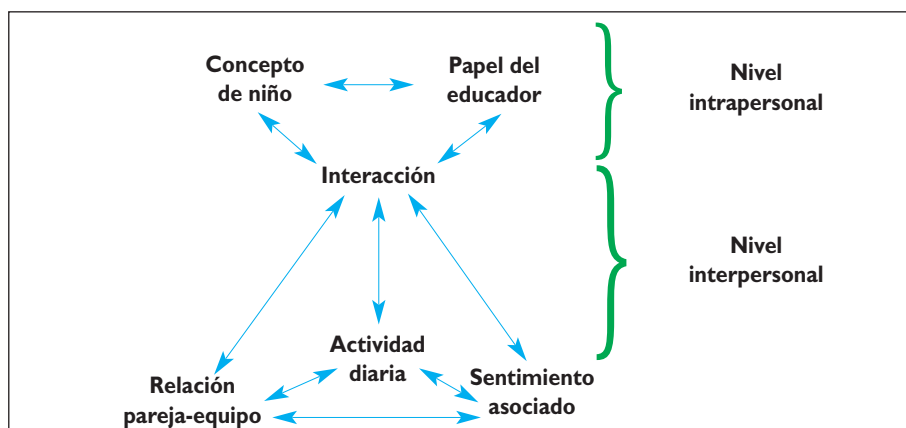 Concepto
de niño
Papel del
educador
Nivel
intrapersonal
Interacción
Nivel
interpersonal
Actividad
diaria
Relación
pareja-equipo
Sentimiento
asociado